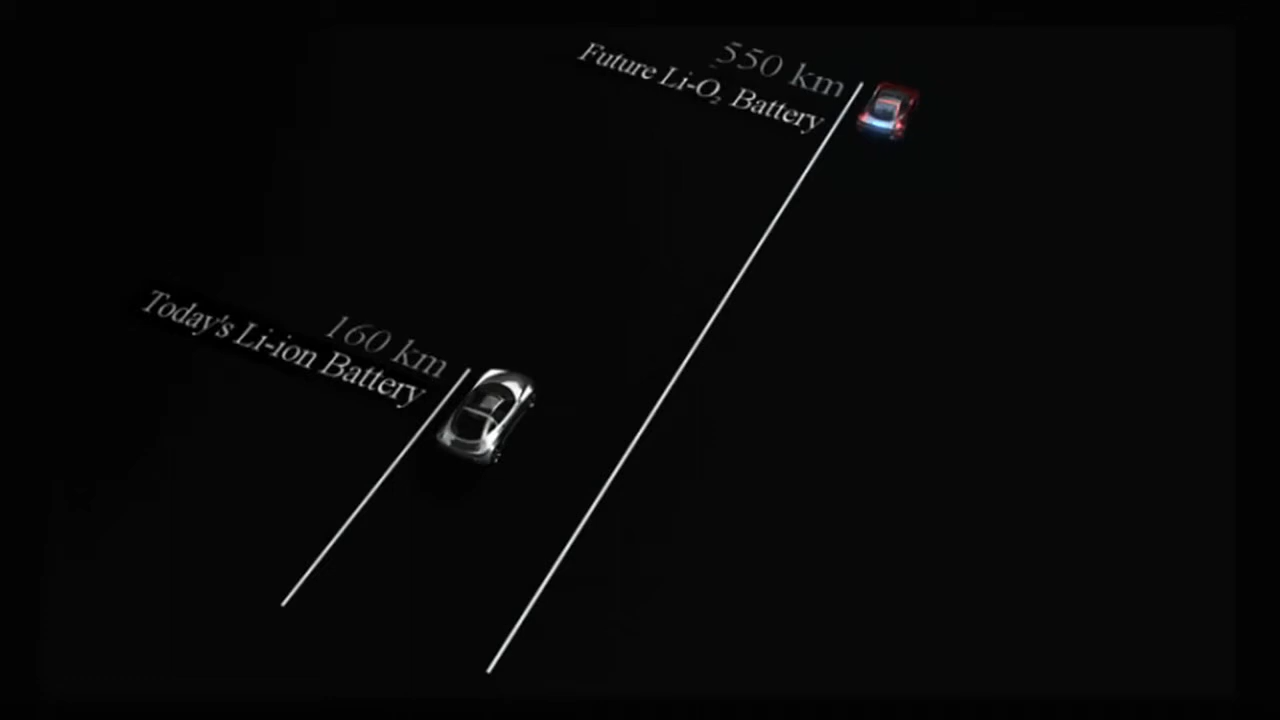 550 km
Future Li-O₂ Battery
160 km
Today's Li-ion Battery